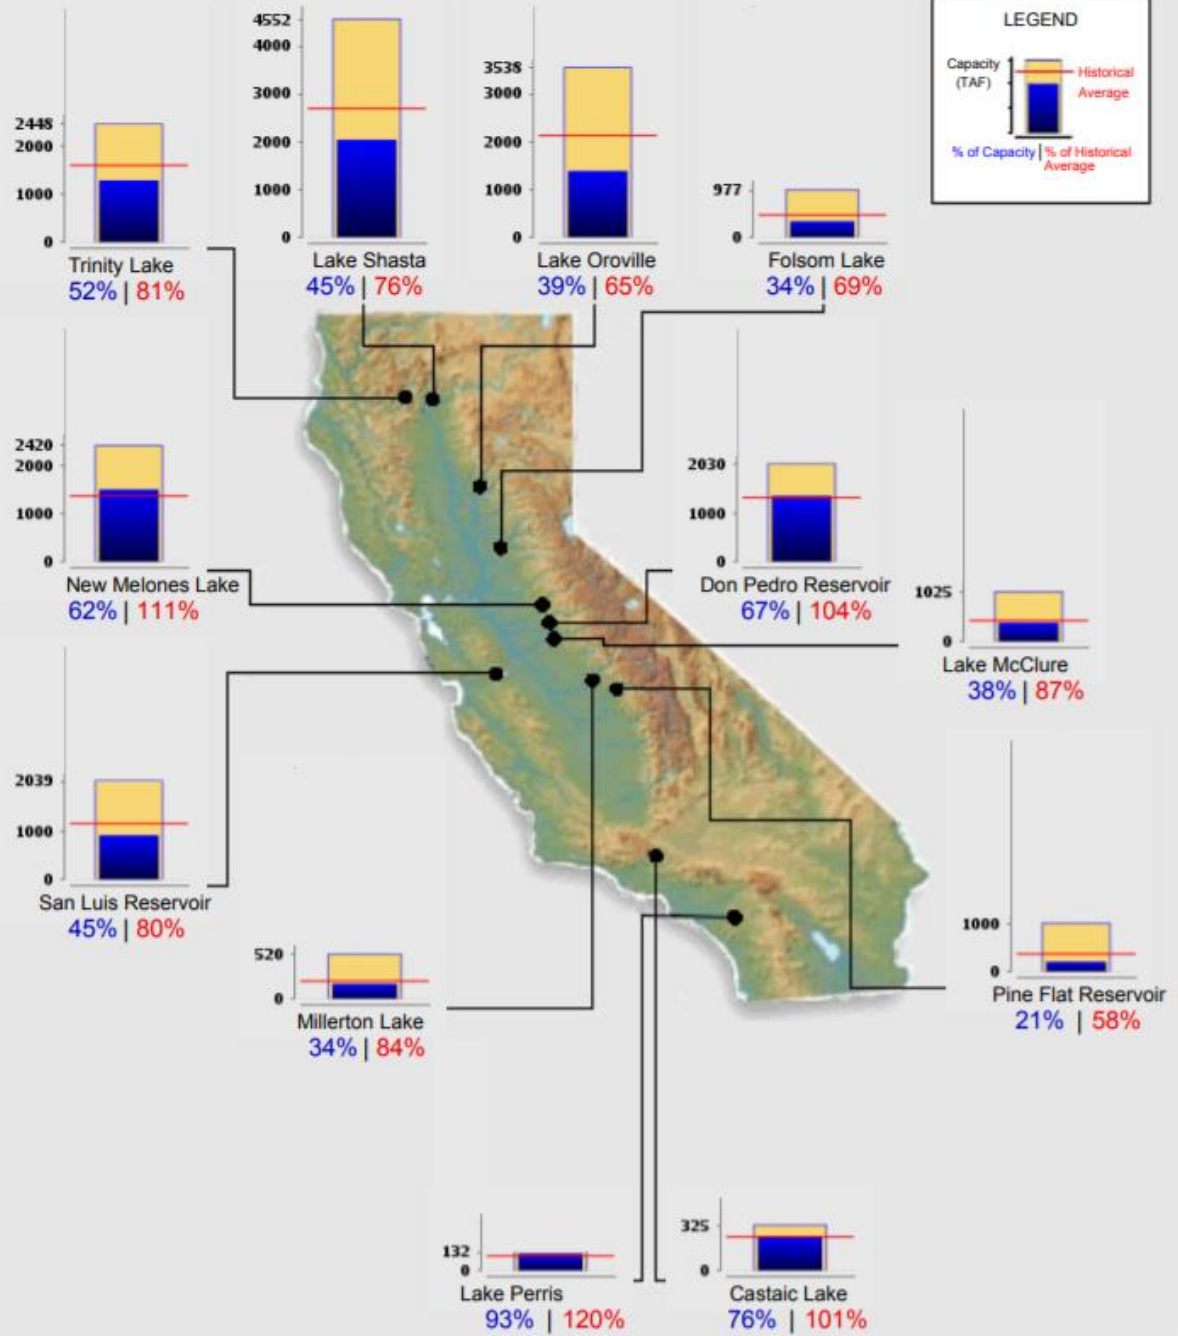 LEGEND
Capacity
(TAF)
Historical
Average
% of Capacity | % of Historical
Average
2448
2000
1000
0
Trinity Lake
52% | 81%
4552
4000
3000
2000
1000
0
Lake Shasta
45% | 76%
3538
3000
2000
1000
0
Lake Oroville
39% | 65%
977
0
Folsom Lake
34% | 69%
2420
2000
1000
0
New Melones Lake
62% | 111%
2030
1000
0
Don Pedro Reservoir
67% | 104%
1025
0
Lake McClure
38% | 87%
2039
1000
0
San Luis Reservoir
45% | 80%
520
0
Millerton Lake
34% | 84%
1000
0
Pine Flat Reservoir
21% | 58%
132
0
Lake Perris
93% | 120%
325
0
Castaic Lake
76% | 101%